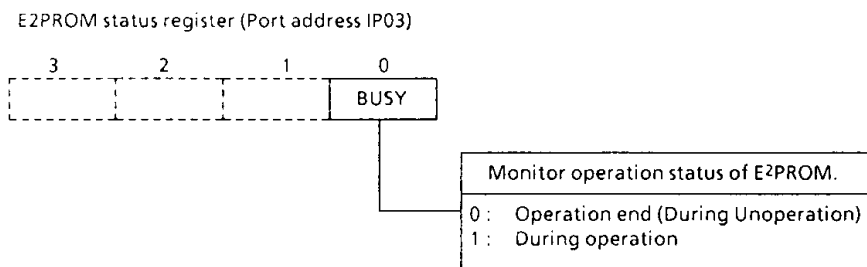 E2PROM status register (Port address IP03)
3 2 1 0
BUSY
Monitor operation status of E2PROM.
0 : Operation end (During Unoperation)
1 : During operation